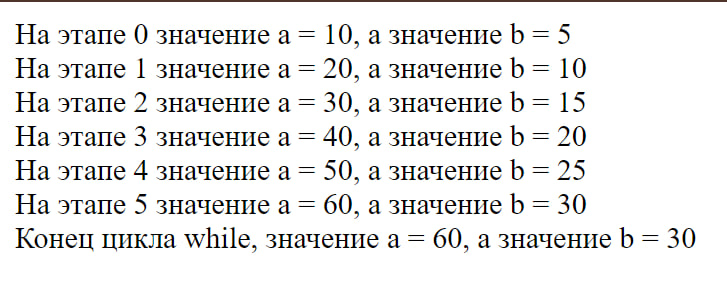 На этапе 0 значение a = 10, а значение b = 5
На этапе 1 значение a = 20, а значение b = 10
На этапе 2 значение a = 30, а значение b = 15
На этапе 3 значение a = 40, а значение b = 20
На этапе 4 значение a = 50, а значение b = 25
На этапе 5 значение a = 60, а значение b = 30
Конец цикла while, значение a = 60, а значение b = 30